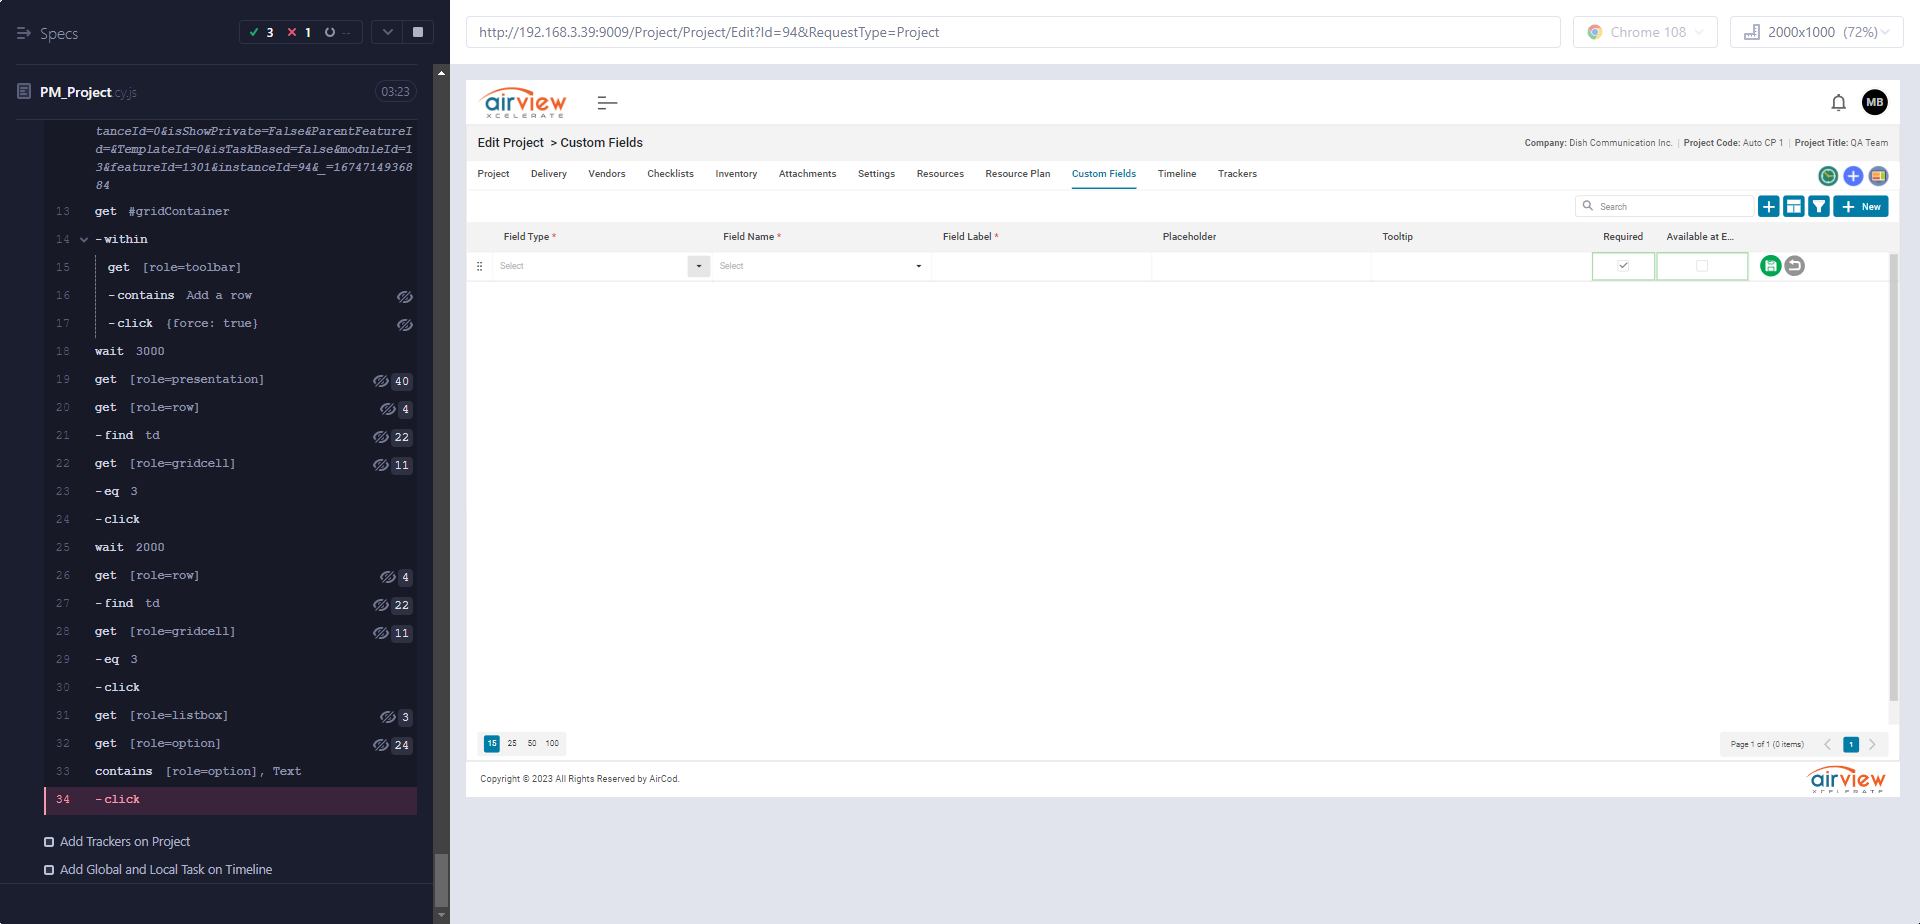 Specs
3
1
--
http://192.168.3.39:9009/Project/Project/Edit?Id=94&RequestType=Project
Chrome 108
2000x1000 (72%)
PM_Project.cy.js
03:23
tanceId=0&isShowPrivate=False&ParentFeatureI
d=&TemplateId=0&isTaskBased=false&moduleId=1
3&featureId=1301&instanceId=94&_=16747149368
84
13 get #gridContainer
14 -within
15 get [role=toolbar]
16 -contains Add a row
17 -click {force: true}
18 wait 3000
19 get [role=presentation] 40
20 get [role=row] 4
21 -find td 22
22 get [role=gridcell] 11
23 -eq 3
24 -click
25 wait 2000
26 get [role=row] 4
27 -find td 22
28 get [role=gridcell] 11
29 -eq 3
30 -click
31 get [role=listbox] 3
32 get [role=option] 24
33 contains [role=option], Text
34 -click
Add Trackers on Project
Add Global and Local Task on Timeline
airview
XCELERATE
MB
Edit Project > Custom Fields
Company: Dish Communication Inc. | Project Code: Auto CP 1 | Project Title: QA Team
Project Delivery Vendors Checklists Inventory Attachments Settings Resources Resource Plan Custom Fields Timeline Trackers
Search
New
Field Type * Field Name * Field Label * Placeholder Tooltip Required Available at E...
Select Select
15 25 50 100
Page 1 of 1 (0 items) 1
Copyright © 2023 All Rights Reserved by AirCod.
airview
XCELERATE